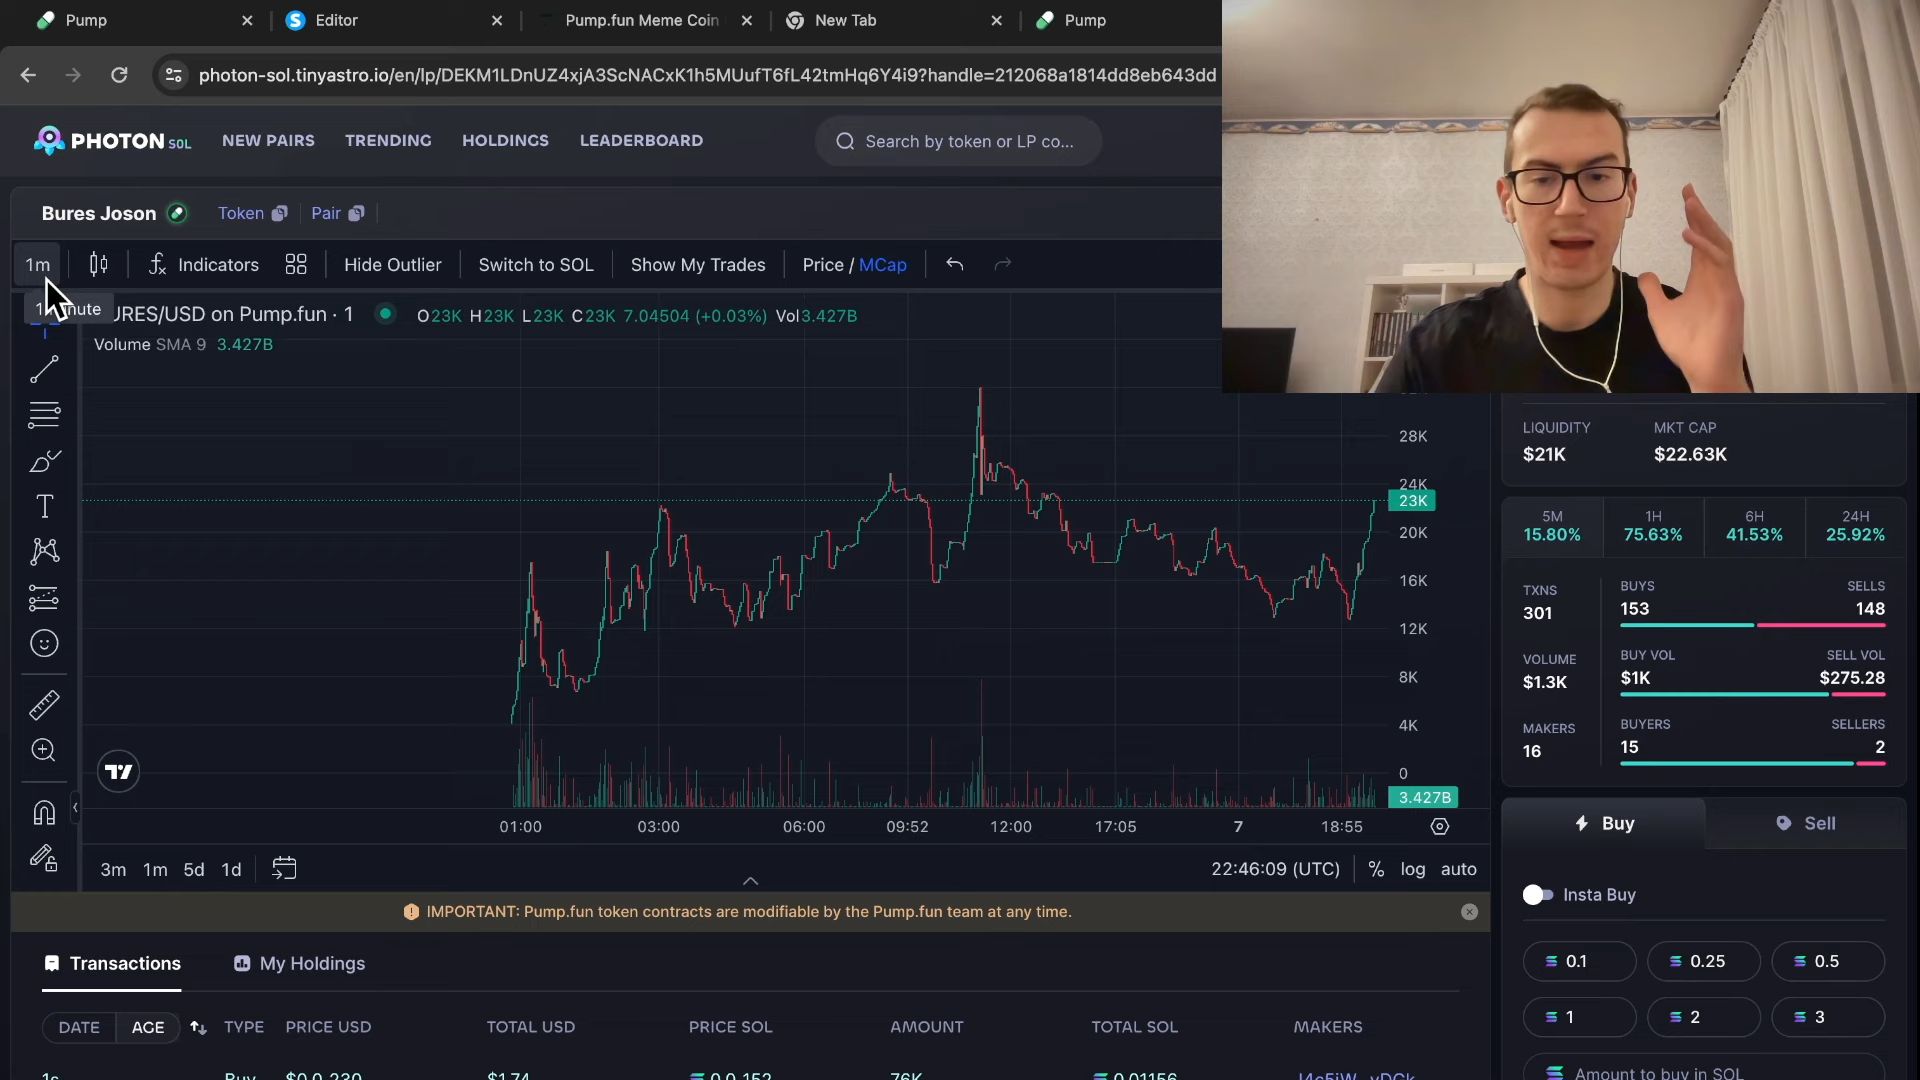 Pump
Editor
Pump.fun Meme Coin
New Tab
Pump
photon-sol.tinyastro.io/en/lp/DEKM1LDnUZ4xjA3ScNACxK1h5MUufT6fL42tmHq6Y4i9?handle=212068a1814dd8eb643dd
PHOTON SOL
NEW PAIRS
TRENDING
HOLDINGS
LEADERBOARD
Search by token or LP co...
Bures Joson
Token
Pair
1m
Indicators
Hide Outlier
Switch to SOL
Show My Trades
Price / MCap
URES/USD on Pump.fun · 1
O23K H23K L23K C23K 7.04504 (+0.03%) Vol3.427B
Volume SMA 9 3.427B
28K
24K
23K
20K
16K
12K
8K
4K
0
3.427B
01:00
03:00
06:00
09:52
12:00
17:05
7
18:55
3m
1m
5d
1d
22:46:09 (UTC)
%
log
auto
IMPORTANT: Pump.fun token contracts are modifiable by the Pump.fun team at any time.
Transactions
My Holdings
DATE
AGE
TYPE
PRICE USD
TOTAL USD
PRICE SOL
AMOUNT
TOTAL SOL
MAKERS
1s
Buy
$1.74
76K
0.01156
LIQUIDITY
$21K
MKT CAP
$22.63K
5M
15.80%
1H
75.63%
6H
41.53%
24H
25.92%
TXNS
301
BUYS
153
SELLS
148
VOLUME
$1.3K
BUY VOL
$1K
SELL VOL
$275.28
MAKERS
16
BUYERS
15
SELLERS
2
Buy
Sell
Insta Buy
0.1
0.25
0.5
1
2
3
Amount to buy in SOL